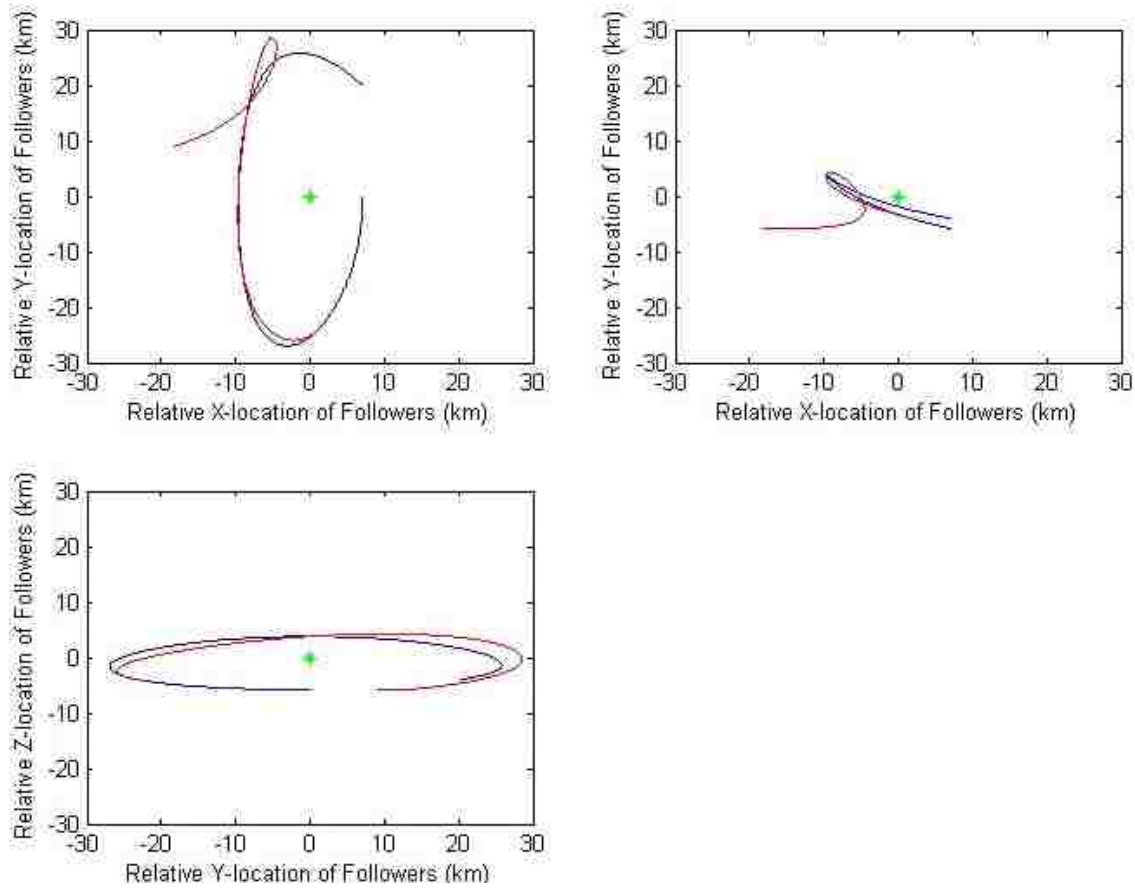 Relative Y-location of Followers (km)
30
20
10
0
-10
-20
-30
-30 -20 -10 0 10 20 30
Relative X-location of Followers (km)
Relative Y-location of Followers (km)
30
20
10
0
-10
-20
-30
-30 -20 -10 0 10 20 30
Relative X-location of Followers (km)
Relative Z-location of Followers (km)
30
20
10
0
-10
-20
-30
-30 -20 -10 0 10 20 30
Relative Y-location of Followers (km)